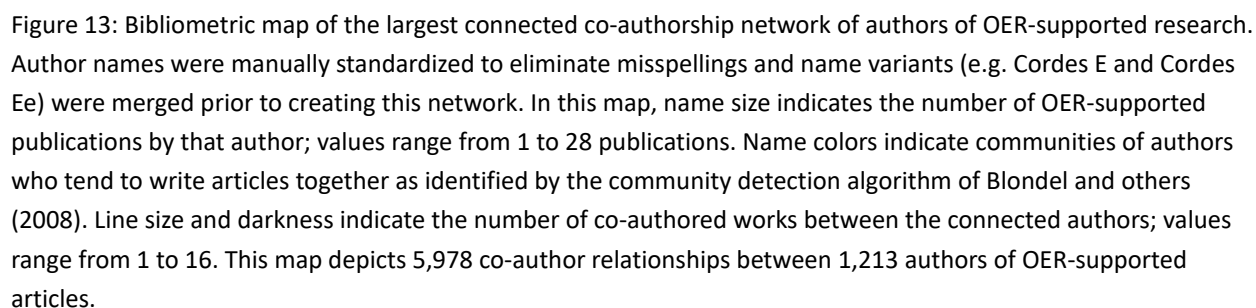 Figure 13: Bibliometric map of the largest connected co-authorship network of authors of OER-supported research.
Author names were manually standardized to eliminate misspellings and name variants (e.g. Cordes E and Cordes
Ee) were merged prior to creating this network. In this map, name size indicates the number of OER-supported
publications by that author; values range from 1 to 28 publications. Name colors indicate communities of authors
who tend to write articles together as identified by the community detection algorithm of Blondel and others
(2008). Line size and darkness indicate the number of co-authored works between the connected authors; values
range from 1 to 16. This map depicts 5,978 co-author relationships between 1,213 authors of OER-supported
articles.